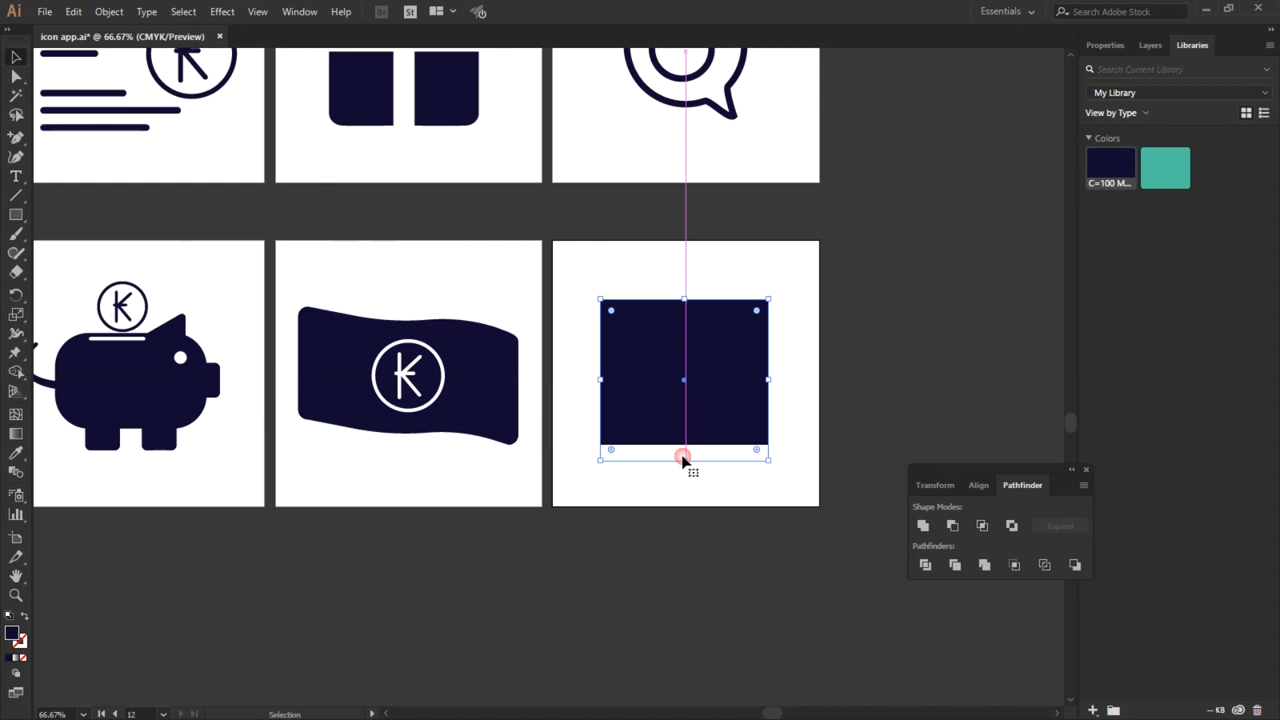 Ai File Edit Object Type Select Effect View Window Help Br St Essentials Search Adobe Stock
icon app.ai* @ 66.67% (CMYK/Preview) ×
Properties Layers Libraries
Search Current Library
My Library
View by Type
Colors
C=100 M...
Transform Align Pathfinder
Shape Modes:
Expand
Pathfinders:
66.67% 12 Selection -- KB